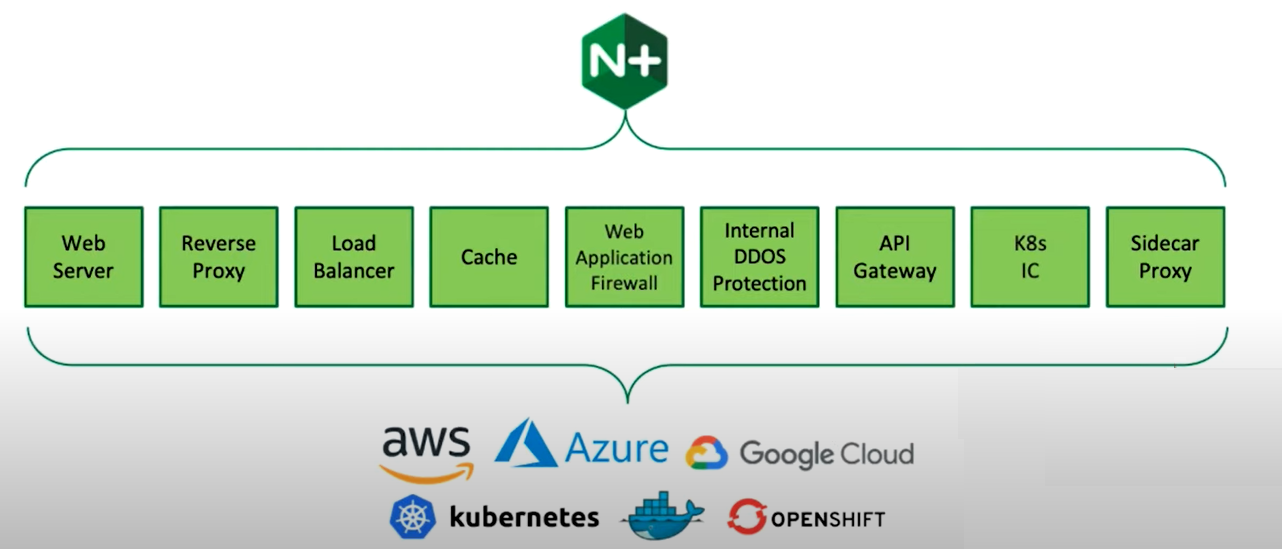 N+
Web
Server
Reverse
Proxy
Load
Balancer
Cache
Web
Application
Firewall
Internal
DDOS
Protection
API
Gateway
K8s
IC
Sidecar
Proxy
aws
Azure
Google Cloud
kubernetes
OPENSHIFT